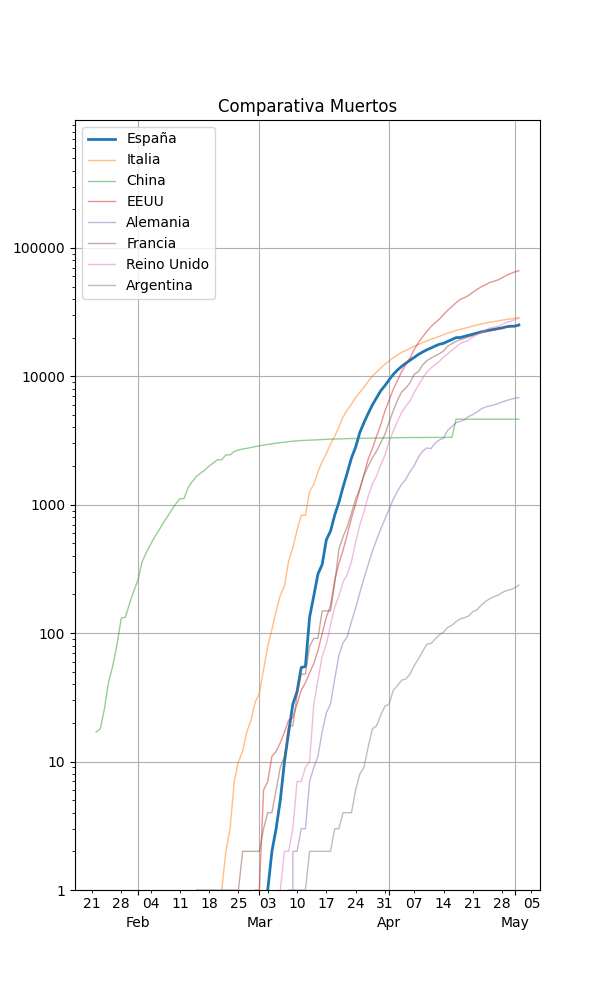 Comparativa Muertos
España
Italia
China
EEUU
Alemania
Francia
Reino Unido
Argentina
100000
10000
1000
100
10
1
21 28 04 11 18 25 03 10 17 24 31 07 14 21 28 05
Feb Mar Apr May